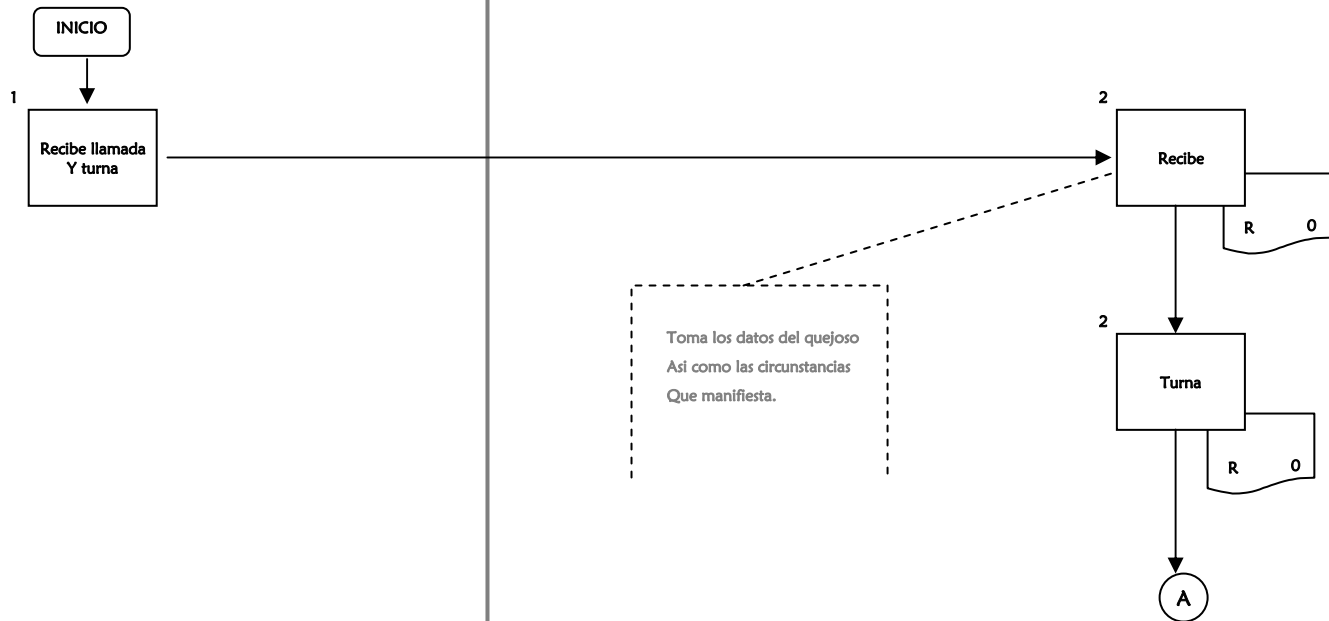 INICIO
1
Recibe llamada
Y turna
2
Recibe
R 0
Toma los datos del quejoso
Asi como las circunstancias
Que manifiesta.
2
Turna
R 0
A